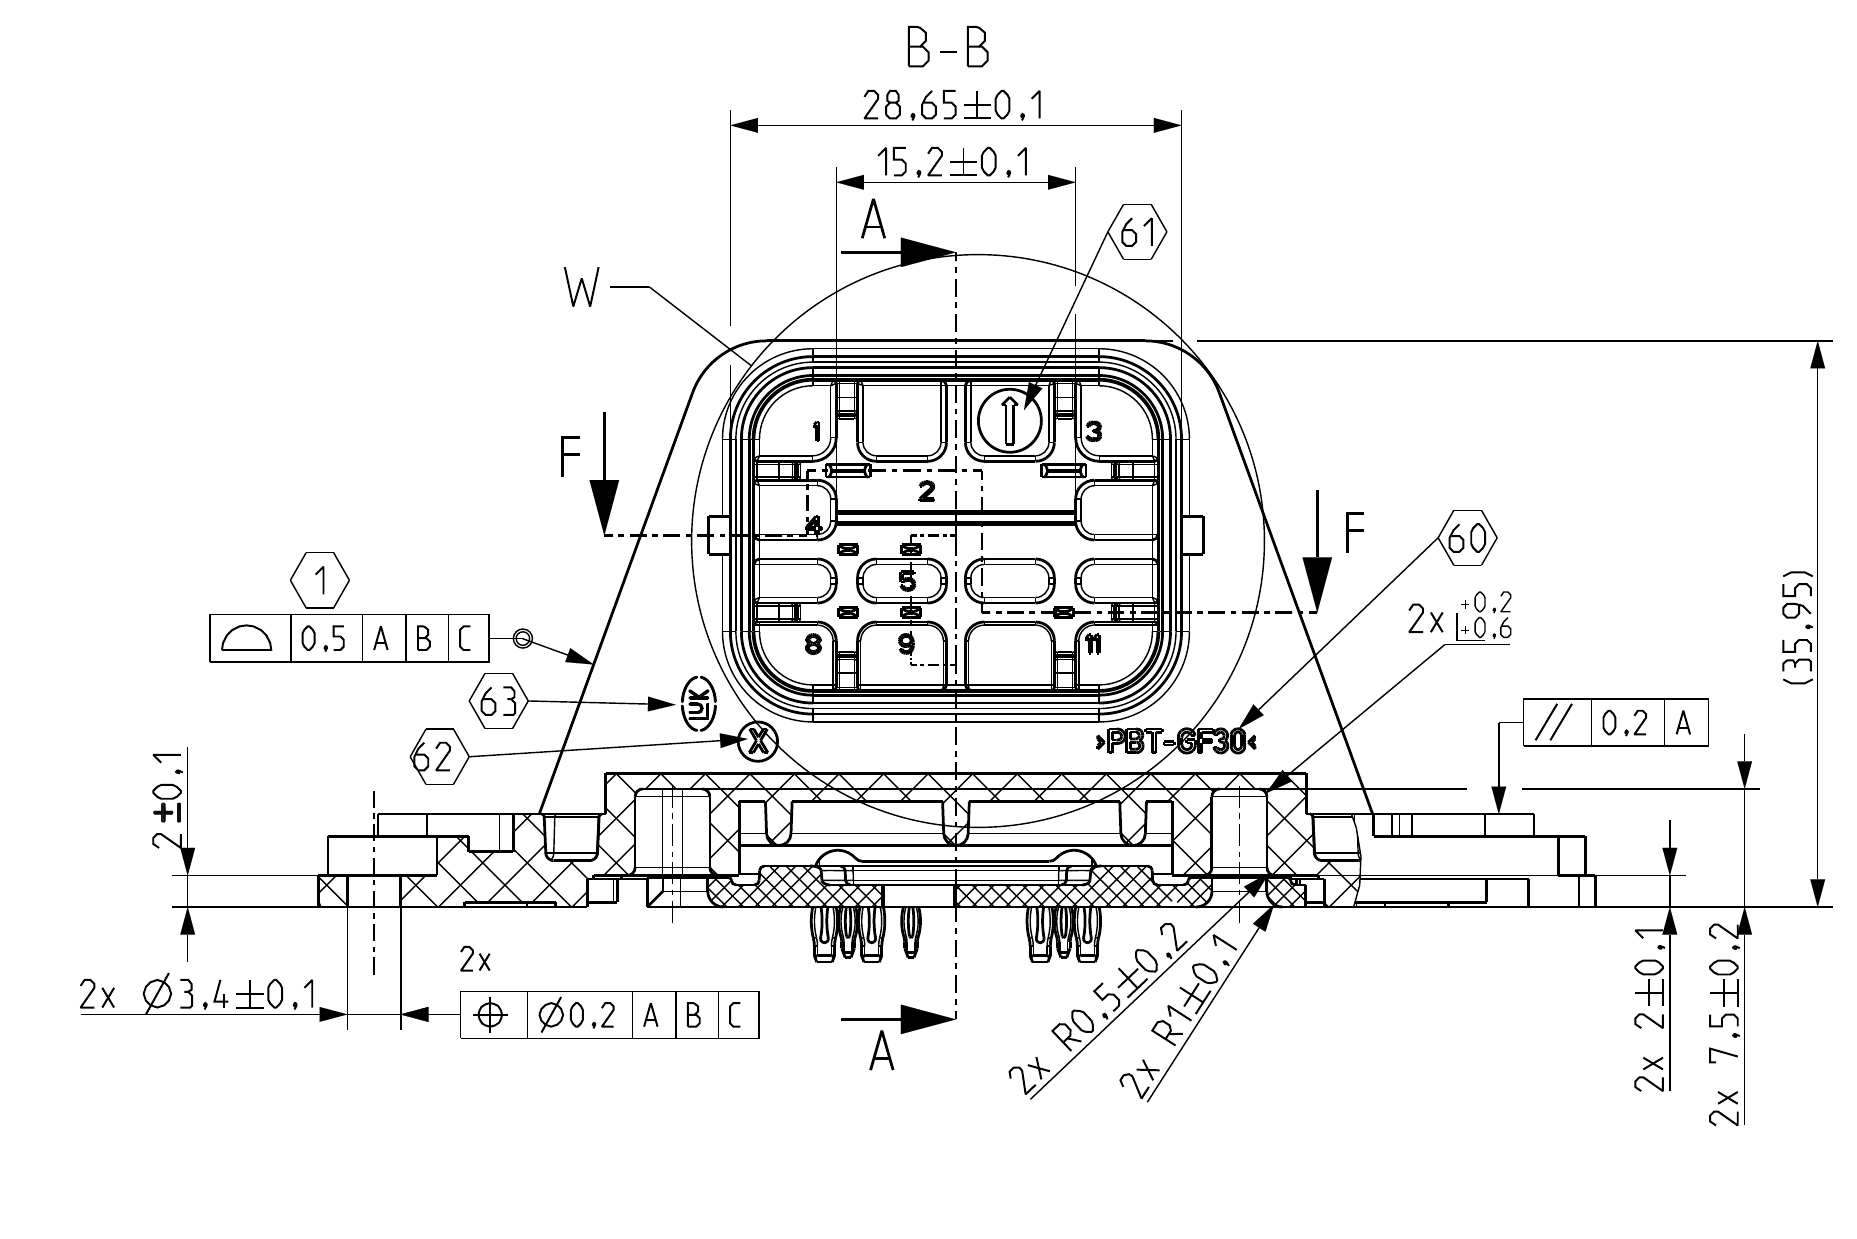 B-B
28,65±0,1
15,2±0,1
A
61
W
1
3
F
2
4
F
60
1
5
2x +0,2
+0,6
(35,95)
0,5 A B C
8
9
11
63
LUK
62
X
>PBT-GF30<
// 0,2 A
2±0,1
2x
2x Ø3,4±0,1
Ø0,2 A B C
A
2x R0,5±0,2
2x R1±0,1
2x 2±0,1
2x 7,5±0,2